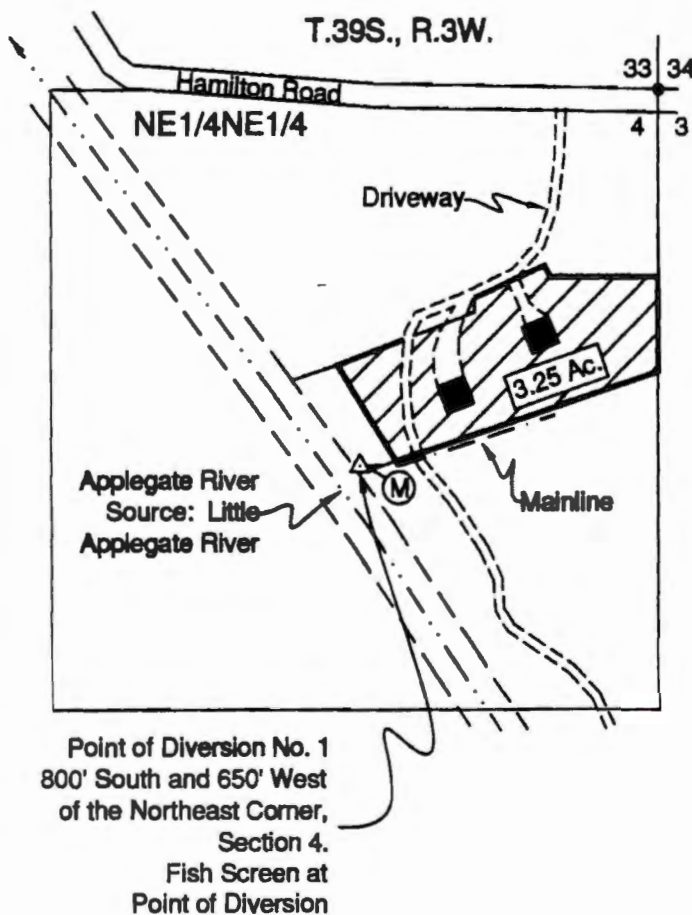 T.39S., R.3W.
33 34
Hamilton Road
NE1/4NE1/4
4 3
Driveway
3.25 Ac.
Applegate River
Source: Little
Applegate River
M
Mainline
Point of Diversion No. 1
800' South and 650' West
of the Northeast Corner,
Section 4.
Fish Screen at
Point of Diversion